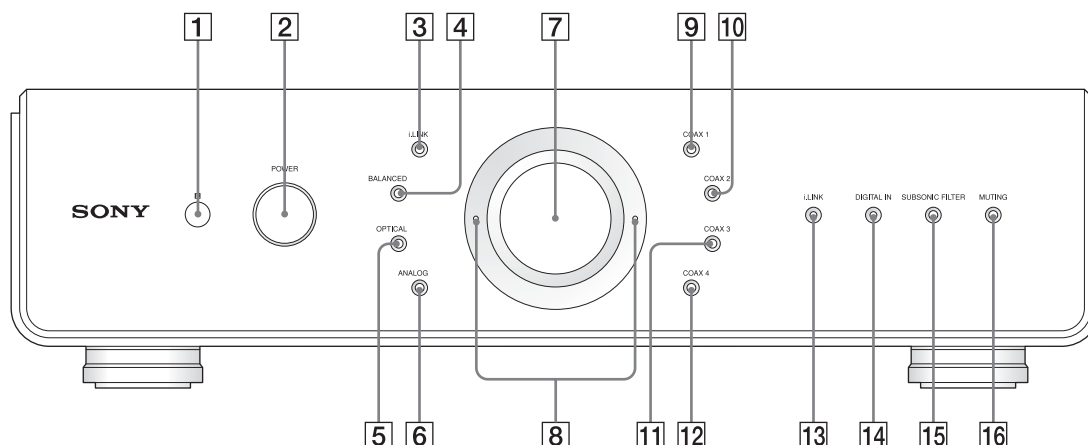 1 2 3 4 7 9 10
i.LINK
COAX 1
POWER
BALANCED
COAX 2
SONY
i.LINK DIGITAL IN SUBSONIC FILTER MUTING
OPTICAL
COAX 3
ANALOG
COAX 4
5 6 8 11 12 13 14 15 16